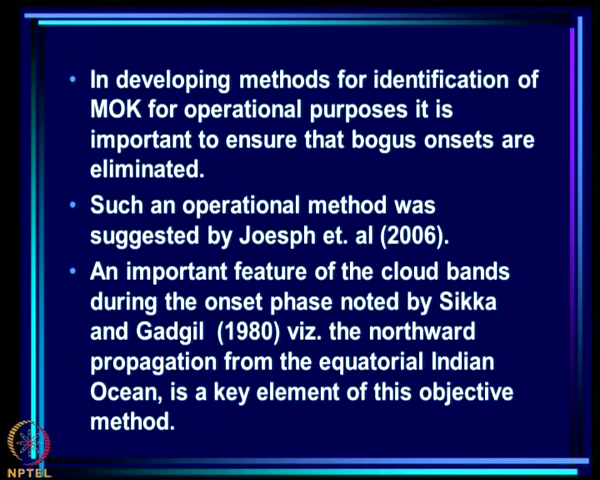 • In developing methods for identification of
MOK for operational purposes it is
important to ensure that bogus onsets are
eliminated.
• Such an operational method was
suggested by Joesph et. al (2006).
• An important feature of the cloud bands
during the onset phase noted by Sikka
and Gadgil (1980) viz. the northward
propagation from the equatorial Indian
Ocean, is a key element of this objective
method.
NPTEL